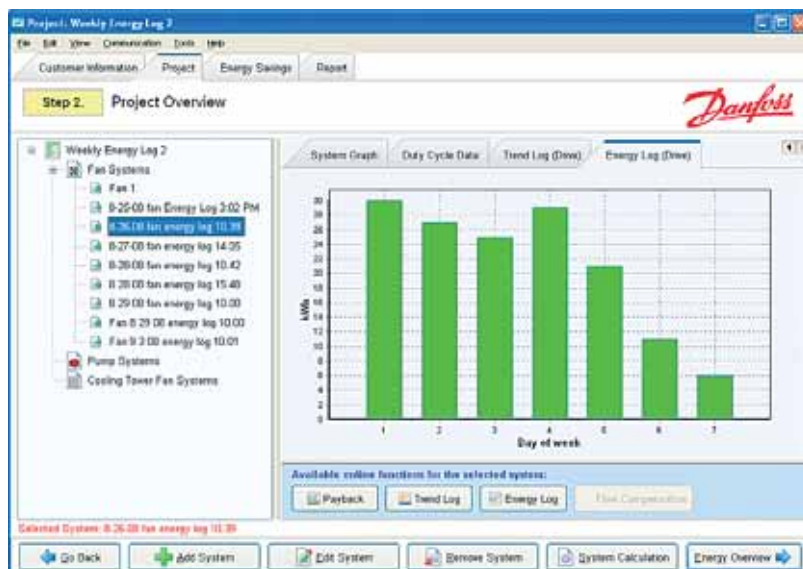 Project: Weekly Energy Log 2
File Edit View Communication Tools Help
Customer Information Project Energy Savings Report
Step 2. Project Overview
Danfoss
Weekly Energy Log 2
Fan Systems
Fan 1
8-25-08 fan Energy Log 3:02 PM
8-26-08 fan energy log 10.39
8-27-08 fan energy log 14-35
8-28-08 fan energy log 10.42
8 28 08 fan energy log 15.48
8 29 08 fan energy log 10.00
Fan 8 29 08 energy log 10:00
Fan 9 3 08 energy log 10:01
Pump Systems
Cooling Tower Fan Systems
System Graph Duty Cycle Data Trend Log (Drive) Energy Log (Drive)
30
28
26
24
22
20
18
16
14
12
10
8
6
4
2
0
kWh
1 2 3 4 5 6 7
Day of week
Available online functions for the selected system:
Payback Trend Log Energy Log Flow Compensation
Selected System: 8-26-08 fan energy log 10.39
Go Back Add System Edit System Remove System System Calculation Energy Overview